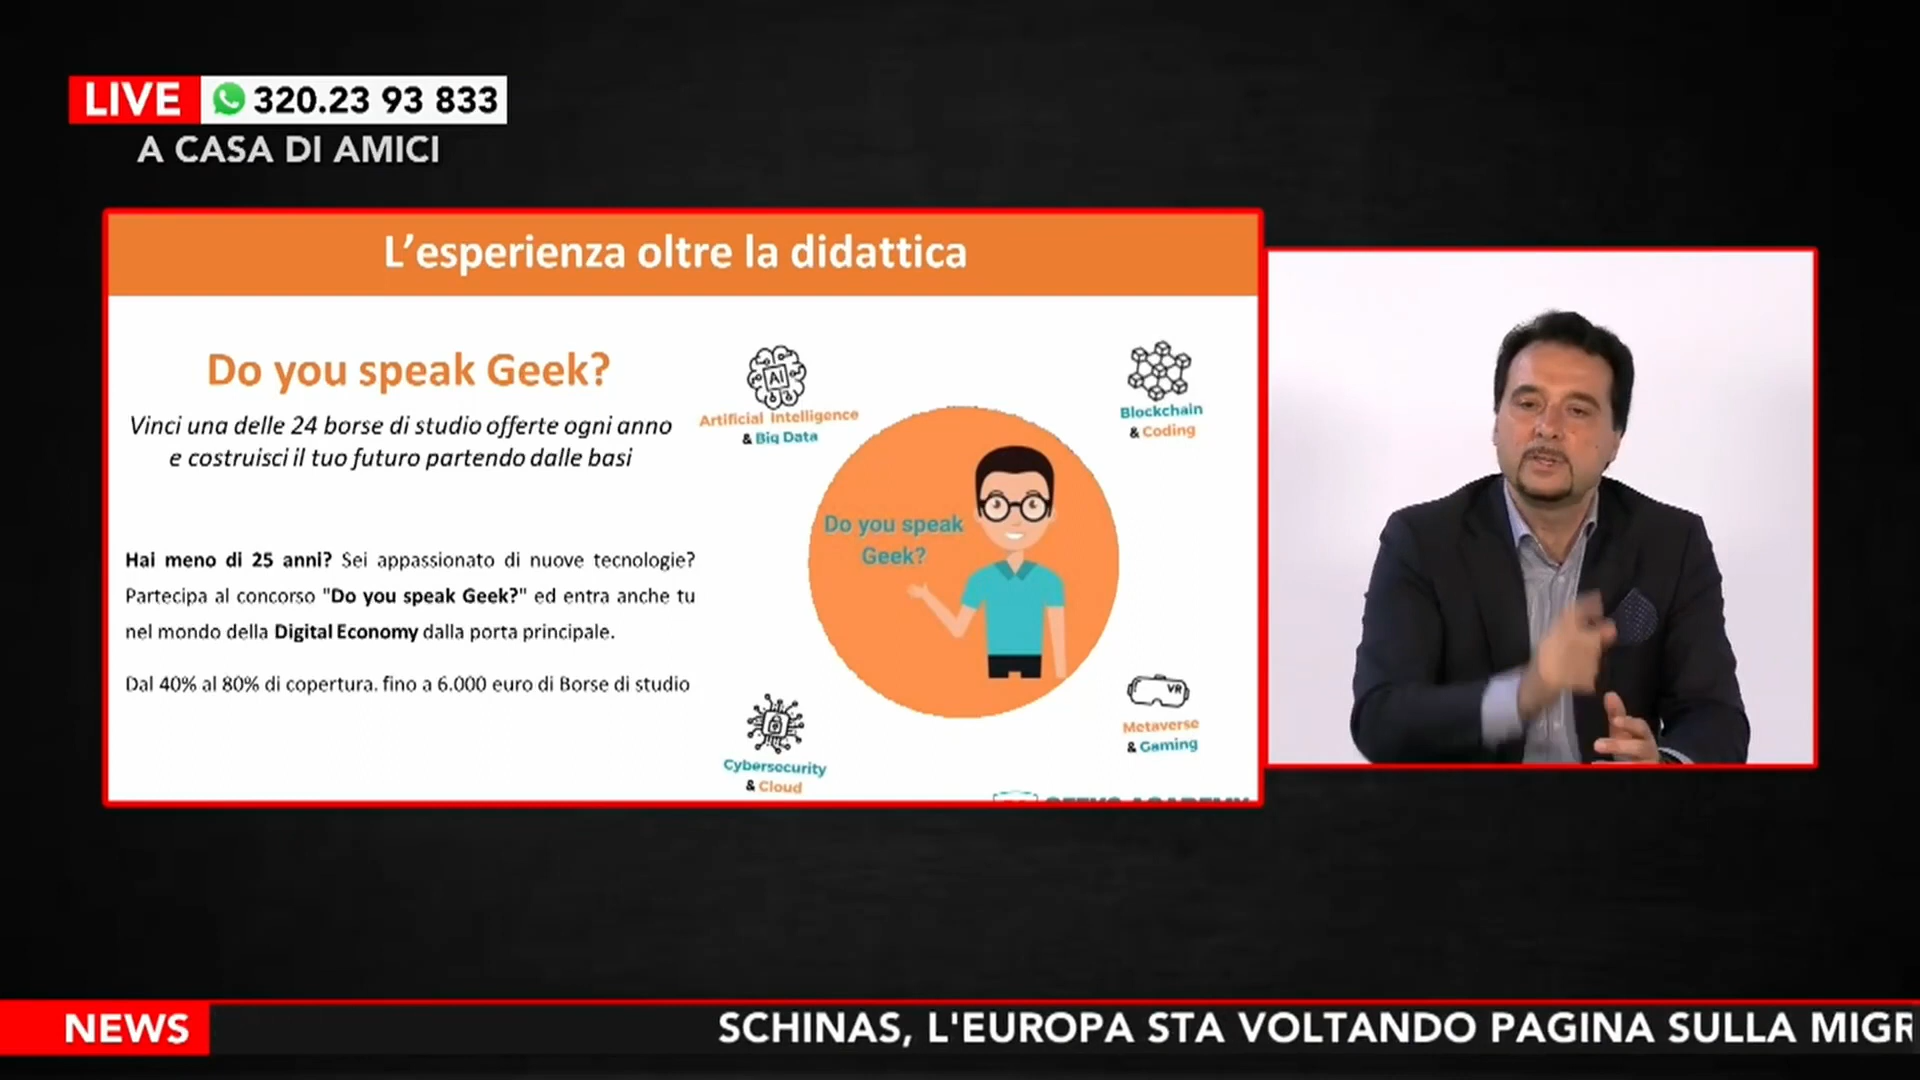 LIVE 320.23 93 833
A CASA DI AMICI
L'esperienza oltre la didattica
Do you speak Geek?
Vinci una delle 24 borse di studio offerte ogni anno
e costruisci il tuo futuro partendo dalle basi
Hai meno di 25 anni? Sei appassionato di nuove tecnologie?
Partecipa al concorso "Do you speak Geek?" ed entra anche tu
nel mondo della Digital Economy dalla porta principale.
Dal 40% al 80% di copertura. fino a 6.000 euro di Borse di studio
AI
Artificial Intelligence
& Big Data
Blockchain
& Coding
Do you speak
Geek?
Cybersecurity
& Cloud
VR
Metaverse
& Gaming
NEWS SCHINAS, L'EUROPA STA VOLTANDO PAGINA SULLA MIGR